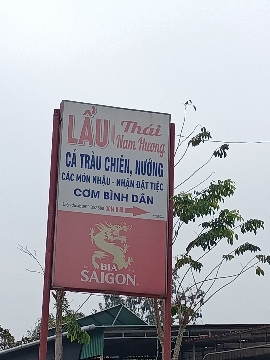 LẨU Thái
Nam Hương
CÁ TRÀU CHIÊN, NƯỚNG
CÁC MÓN NHẬU - NHẬN ĐẶT TIỆC
CƠM BÌNH DÂN
BIA
SAIGON